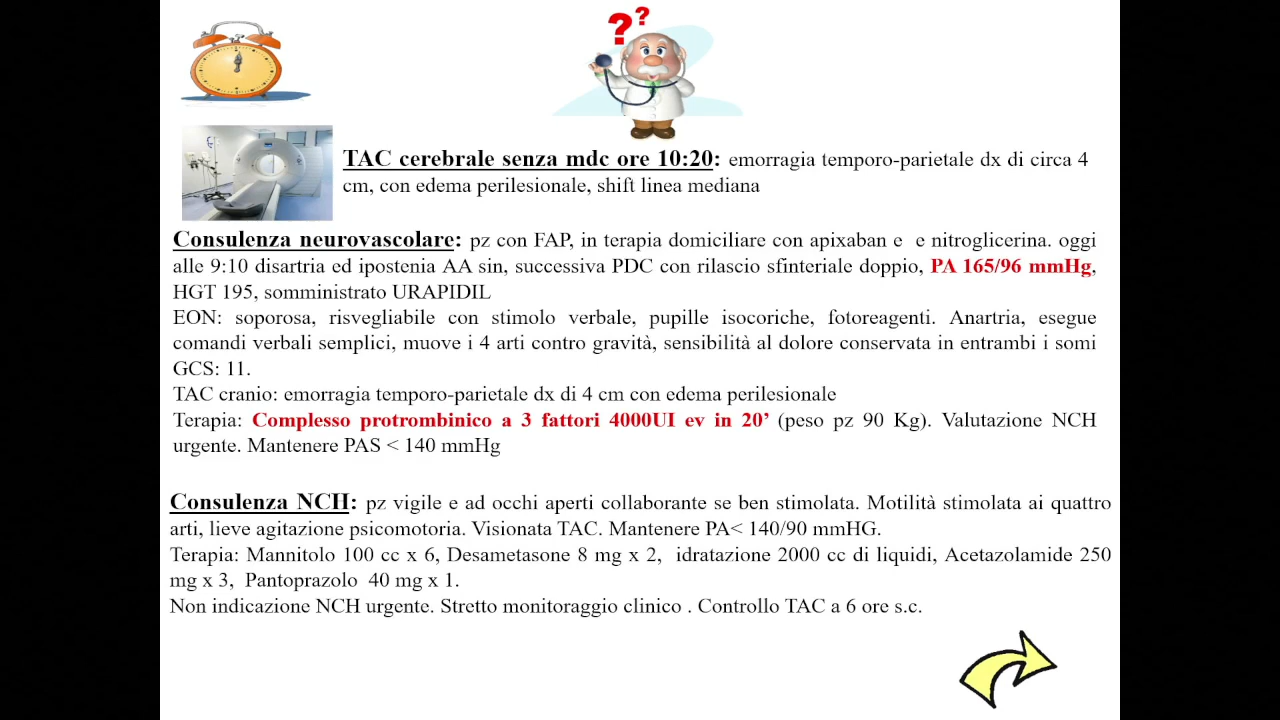 ??
TAC cerebrale senza mdc ore 10:20: emorragia temporo-parietale dx di circa 4
cm, con edema perilesionale, shift linea mediana
Consulenza neurovascolare: pz con FAP, in terapia domiciliare con apixaban e e nitroglicerina. oggi
alle 9:10 disartria ed ipostenia AA sin, successiva PDC con rilascio sfinteriale doppio, PA 165/96 mmHg,
HGT 195, somministrato URAPIDIL
EON: soporosa, risvegliabile con stimolo verbale, pupille isocoriche, fotoreagenti. Anartria, esegue
comandi verbali semplici, muove i 4 arti contro gravità, sensibilità al dolore conservata in entrambi i somi
GCS: 11.
TAC cranio: emorragia temporo-parietale dx di 4 cm con edema perilesionale
Terapia: Complesso protrombinico a 3 fattori 4000UI ev in 20’ (peso pz 90 Kg). Valutazione NCH
urgente. Mantenere PAS < 140 mmHg
Consulenza NCH: pz vigile e ad occhi aperti collaborante se ben stimolata. Motilità stimolata ai quattro
arti, lieve agitazione psicomotoria. Visionata TAC. Mantenere PA< 140/90 mmHG.
Terapia: Mannitolo 100 cc x 6, Desametasone 8 mg x 2, idratazione 2000 cc di liquidi, Acetazolamide 250
mg x 3, Pantoprazolo 40 mg x 1.
Non indicazione NCH urgente. Stretto monitoraggio clinico . Controllo TAC a 6 ore s.c.